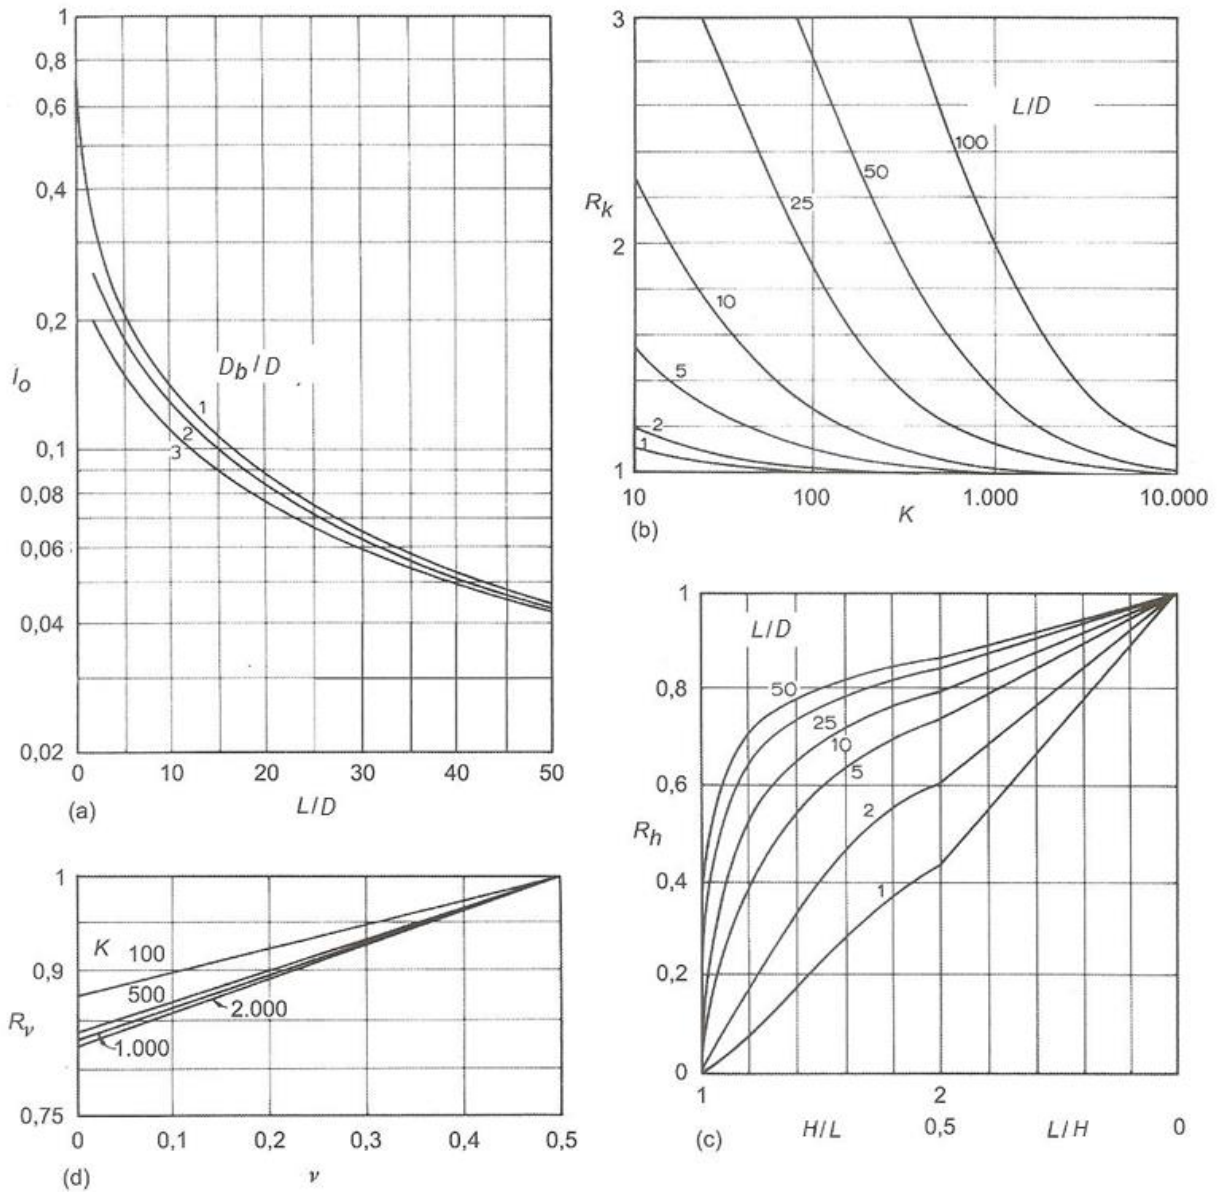 1
0,8
0,6
0,4
0,2
0,1
0,08
0,06
0,04
0,02
I₀
D_b/D
1
2
3
0 10 20 30 40 50
L/D
(a)
3
2
1
R_k
L/D
100
50
25
10
5
2
1
10 100 1.000 10.000
K
(b)
1
0,8
0,6
0,4
0,2
0
R_h
L/D
50
25
10
5
2
1
1 2
H/L 0,5 L/H 0
(c)
1
0,9
0,75
R_ν
K 100
500
2.000
1.000
0 0,1 0,2 0,3 0,4 0,5
ν
(d)